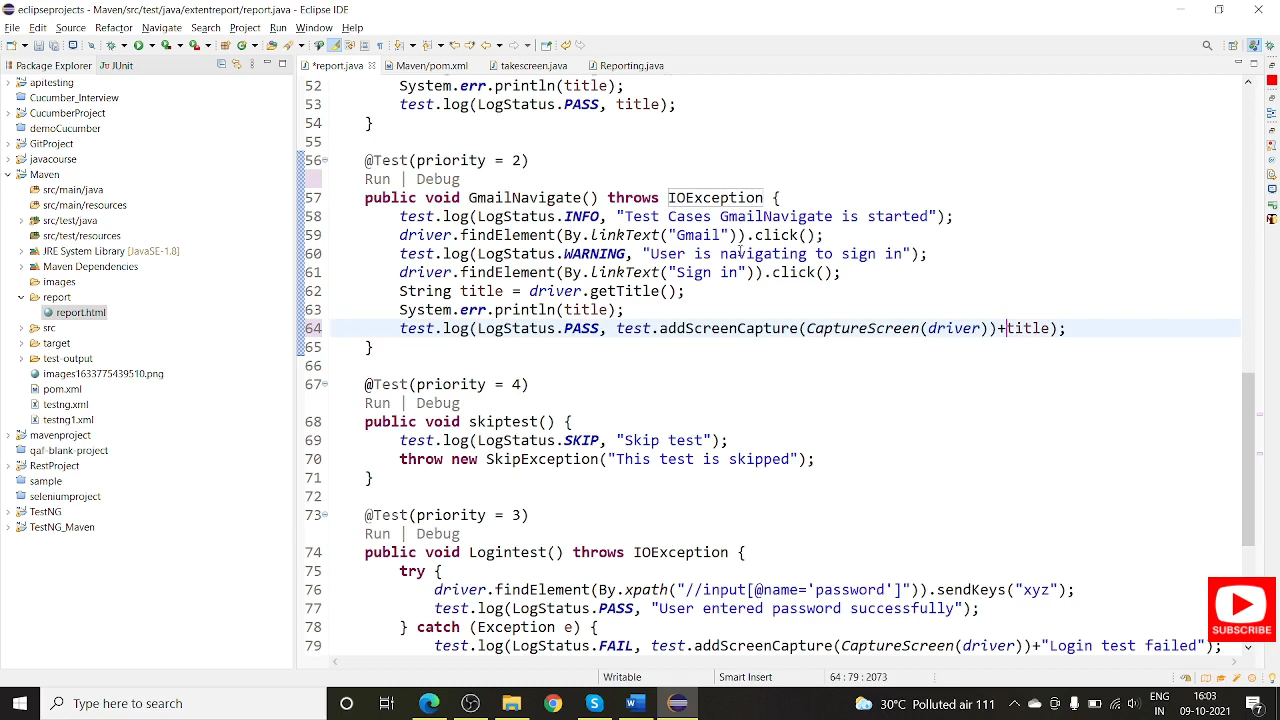 eclipseprojects - Maven/src/test/java/extentreport/report.java - Eclipse IDE
File Edit Source Refactor Navigate Search Project Run Window Help
Package Explorer JUnit
*report.java Maven/pom.xml takescreen.java Reporting.java
apitesting
Cucumber_Interview
CucumberProject
demoCucumber
GitProject
javacourse
Maven
src/main/java
src/main/resources
src/test/java
src/test/resources
JRE System Library [JavaSE-1.8]
Maven Dependencies
images
report
report.html
src
target
test-output
images1633775439510.png
pom.xml
testng.xml
testng1.xml
mavenproject
qaf-blank_project
RestProject
sample
seleniumproject
TestNG
TestNG_Maven
52 System.err.println(title);
53 test.log(LogStatus.PASS, title);
54 }
55
56 @Test(priority = 2)
Run | Debug
57 public void GmailNavigate() throws IOException {
58 test.log(LogStatus.INFO, "Test Cases GmailNavigate is started");
59 driver.findElement(By.linkText("Gmail")).click();
60 test.log(LogStatus.WARNING, "User is navigating to sign in");
61 driver.findElement(By.linkText("Sign in")).click();
62 String title = driver.getTitle();
63 System.err.println(title);
64 test.log(LogStatus.PASS, test.addScreenCapture(CaptureScreen(driver))+title);
65 }
66
67 @Test(priority = 4)
Run | Debug
68 public void skiptest() {
69 test.log(LogStatus.SKIP, "Skip test");
70 throw new SkipException("This test is skipped");
71 }
72
73 @Test(priority = 3)
Run | Debug
74 public void Logintest() throws IOException {
75 try {
76 driver.findElement(By.xpath("//input[@name='password']")).sendKeys("xyz");
77 test.log(LogStatus.PASS, "User entered password successfully");
78 } catch (Exception e) {
79 test.log(LogStatus.FAIL, test.addScreenCapture(CaptureScreen(driver))+"Login test failed");
SUBSCRIBE
Writable Smart Insert 64 : 79 : 2073
Type here to search
30°C Polluted air
ENG
IN
16:03
09-10-2021
7